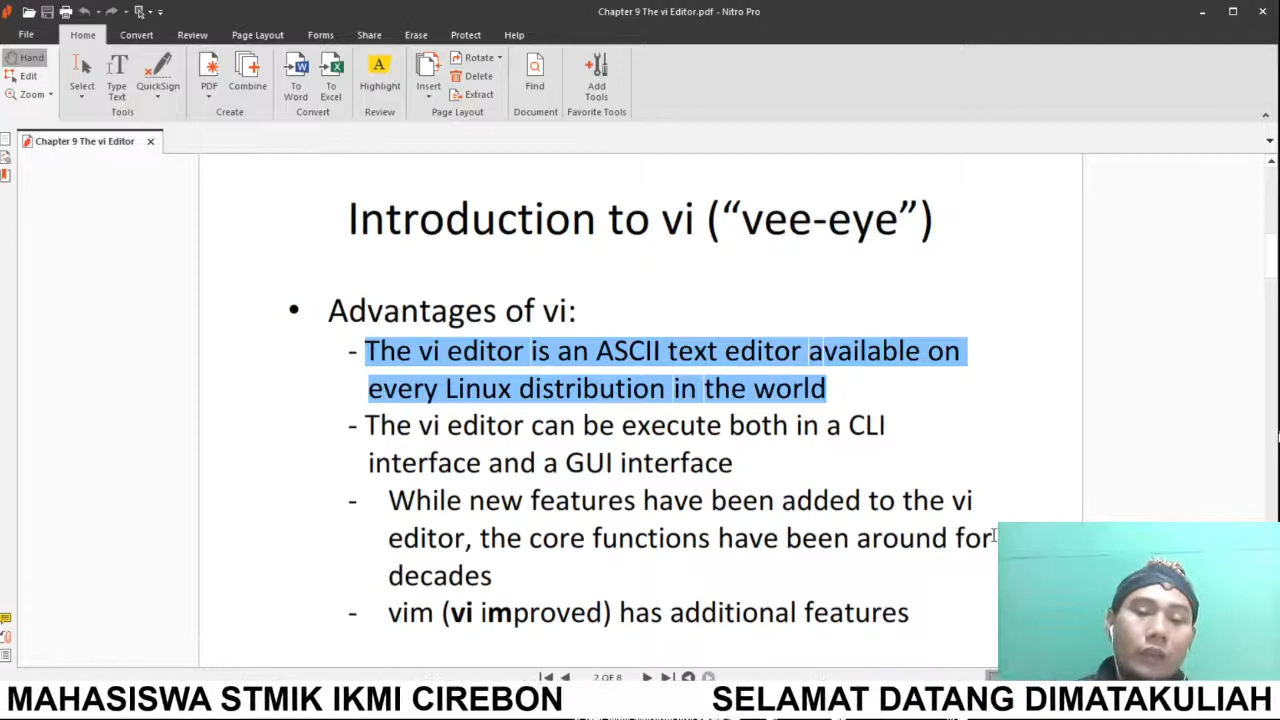 Chapter 9 The vi Editor.pdf - Nitro Pro
File Home Convert Review Page Layout Forms Share Erase Protect Help
Hand
Edit
Zoom
Select
Type Text
QuickSign
Tools
PDF
Combine
Create
To Word
To Excel
Convert
Highlight
Review
Insert
Rotate
Delete
Extract
Page Layout
Find
Document
Add Tools
Favorite Tools
Chapter 9 The vi Editor
Introduction to vi (“vee-eye”)
• Advantages of vi:
- The vi editor is an ASCII text editor available on
every Linux distribution in the world
- The vi editor can be execute both in a CLI
interface and a GUI interface
- While new features have been added to the vi
editor, the core functions have been around for
decades
- vim (vi improved) has additional features
2 OF 8
MAHASISWA STMIK IKMI CIREBON SELAMAT DATANG DIMATAKULIAH